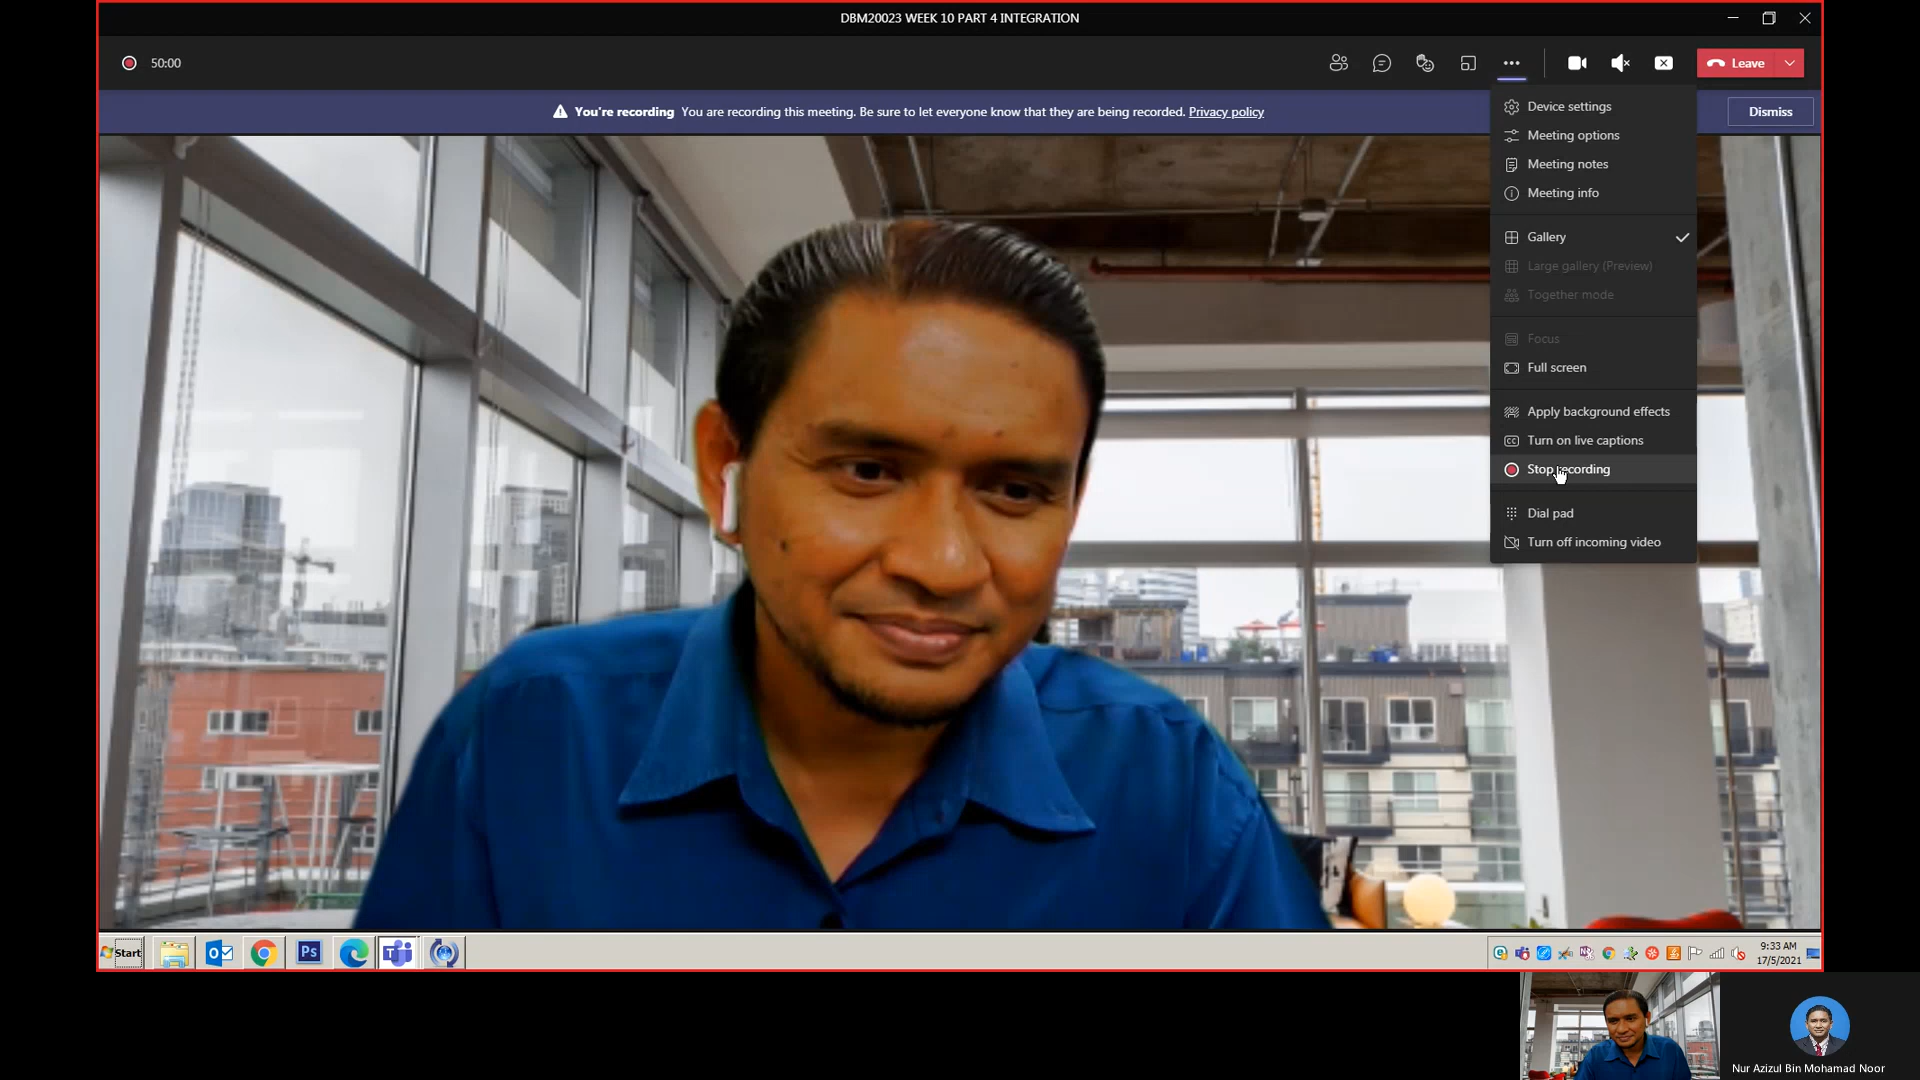 DBM20023 WEEK 10 PART 4 INTEGRATION
50:00
Leave
You're recording You are recording this meeting. Be sure to let everyone know that they are being recorded. Privacy policy
Dismiss
Device settings
Meeting options
Meeting notes
Meeting info
Gallery
Large gallery (Preview)
Together mode
Focus
Full screen
Apply background effects
CC Turn on live captions
Stop recording
Dial pad
Turn off incoming video
Start
Ps
9:33 AM
17/5/2021
Nur Azizul Bin Mohamad Noor